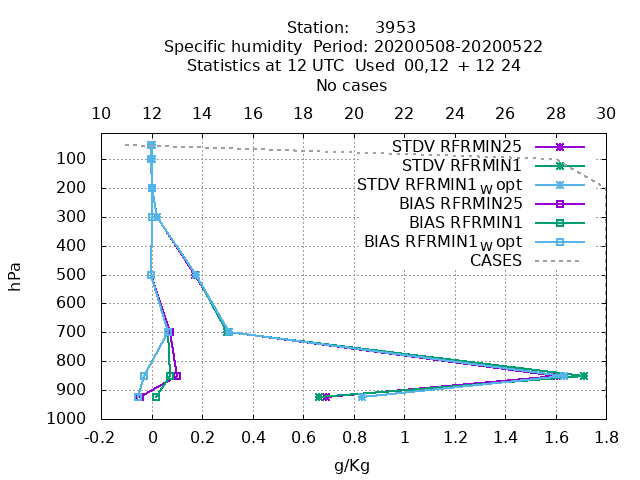 Station: 3953
Specific humidity Period: 20200508-20200522
Statistics at 12 UTC Used 00,12 + 12 24
No cases
10 12 14 16 18 20 22 24 26 28 30
STDV RFRMIN25
STDV RFRMIN1
STDV RFRMIN1_w opt
BIAS RFRMIN25
BIAS RFRMIN1
BIAS RFRMIN1_w opt
CASES
hPa
100
200
300
400
500
600
700
800
900
1000
-0.2 0 0.2 0.4 0.6 0.8 1 1.2 1.4 1.6 1.8
g/Kg